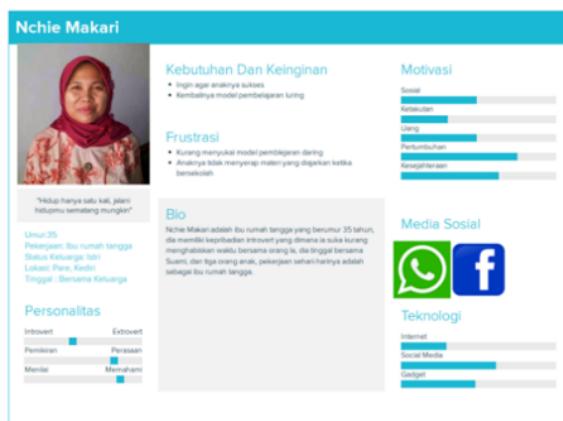 Nchie Makari
Kebutuhan Dan Keinginan
Ingin agar anaknya sukses
Kembalinya model pembelajaran luring
Frustrasi
Kurang menyukai model pemblejaran daring
Anaknya tidak menyerap materi yang diajarkan ketika
bersekolah
"Hidup hanya satu kali, jalani
hidupmu sematang mungkin"
Umur:35
Pekerjaan: Ibu rumah tangga
Status Keluarga: Istri
Lokasi: Pare, Kediri
Tinggal : Bersama Keluarga
Personalitas
Introvert Extrovert
Pemikiran Perasaan
Menilai Memahami
Bio
Nchie Makari adalah ibu rumah tangga yang berumur 35 tahun,
dia memiliki kepribadian introvert yang dimana ia suka kurang
menghabiskan waktu bersama orang la, dia tinggal bersama
Suami, dan tiga orang anak, pekerjaan sehari-harinya adalah
sebagai ibu rumah tangga.
Motivasi
Sosial
Ketakutan
Uang
Pertumbuhan
Kesejahteraan
Media Sosial
f
Teknologi
Internet
Social Media
Gadget